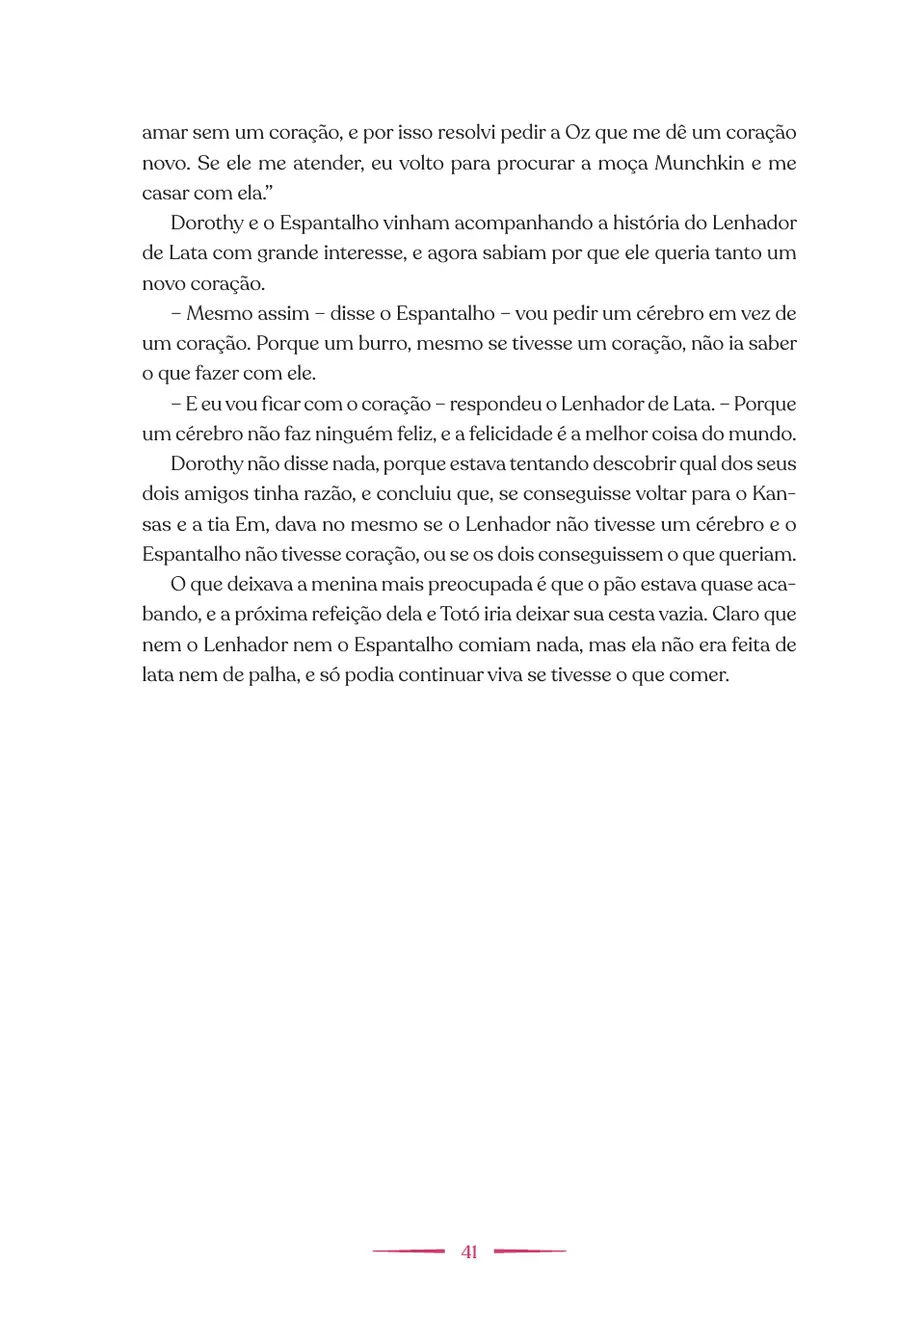 amar sem um coração, e por isso resolvi pedir a Oz que me dê um coração
novo. Se ele me atender, eu volto para procurar a moça Munchkin e me
casar com ela.”
Dorothy e o Espantalho vinham acompanhando a história do Lenhador
de Lata com grande interesse, e agora sabiam por que ele queria tanto um
novo coração.
– Mesmo assim – disse o Espantalho – vou pedir um cérebro em vez de
um coração. Porque um burro, mesmo se tivesse um coração, não ia saber
o que fazer com ele.
– E eu vou ficar com o coração – respondeu o Lenhador de Lata. – Porque
um cérebro não faz ninguém feliz, e a felicidade é a melhor coisa do mundo.
Dorothy não disse nada, porque estava tentando descobrir qual dos seus
dois amigos tinha razão, e concluiu que, se conseguisse voltar para o Kan-
sas e a tia Em, dava no mesmo se o Lenhador não tivesse um cérebro e o
Espantalho não tivesse coração, ou se os dois conseguissem o que queriam.
O que deixava a menina mais preocupada é que o pão estava quase aca-
bando, e a próxima refeição dela e Totó iria deixar sua cesta vazia. Claro que
nem o Lenhador nem o Espantalho comiam nada, mas ela não era feita de
lata nem de palha, e só podia continuar viva se tivesse o que comer.
41